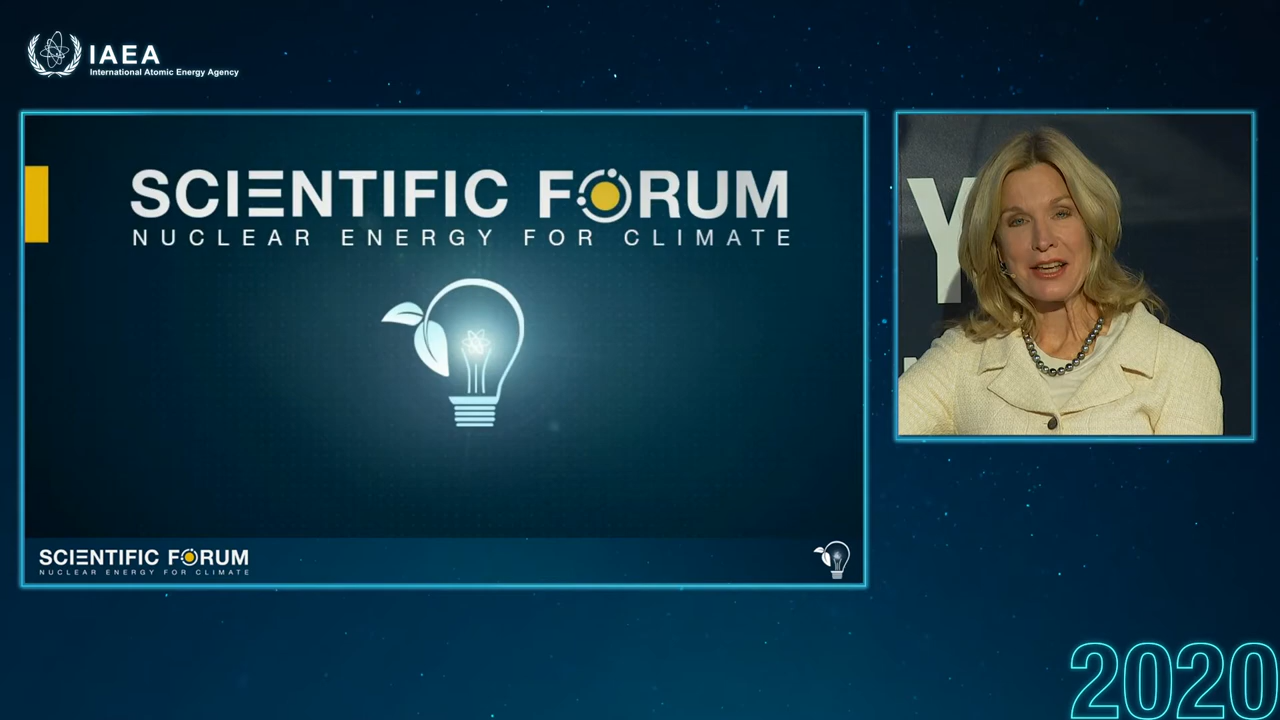 IAEA
International Atomic Energy Agency
SCIENTIFIC FORUM
NUCLEAR ENERGY FOR CLIMATE
Y
SCIENTIFIC FORUM
NUCLEAR ENERGY FOR CLIMATE
2020